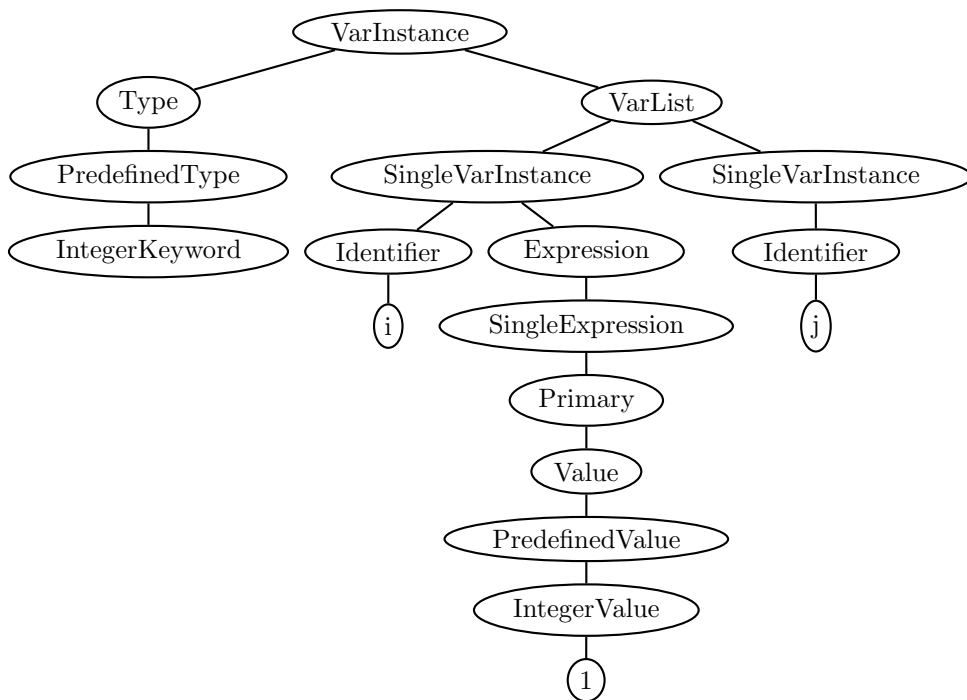 VarInstance
Type VarList
PredefinedType SingleVarInstance SingleVarInstance
IntegerKeyword Identifier Expression Identifier
i SingleExpression j
Primary
Value
PredefinedValue
IntegerValue
1